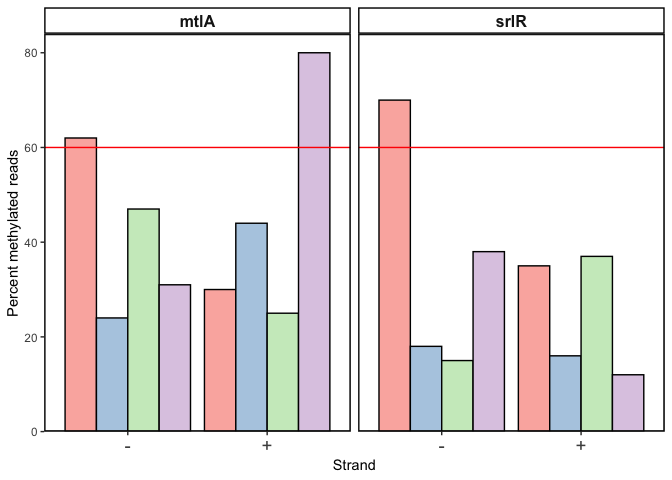 mtlA
srlR
Percent methylated reads
80
60
40
20
0
- + - +
Strand